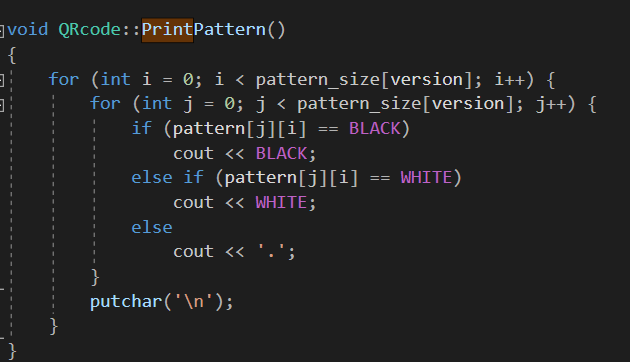 void QRcode::PrintPattern()
{
    for (int i = 0; i < pattern_size[version]; i++) {
        for (int j = 0; j < pattern_size[version]; j++) {
            if (pattern[j][i] == BLACK)
                cout << BLACK;
            else if (pattern[j][i] == WHITE)
                cout << WHITE;
            else
                cout << '.';
        }
        putchar('\n');
    }
}